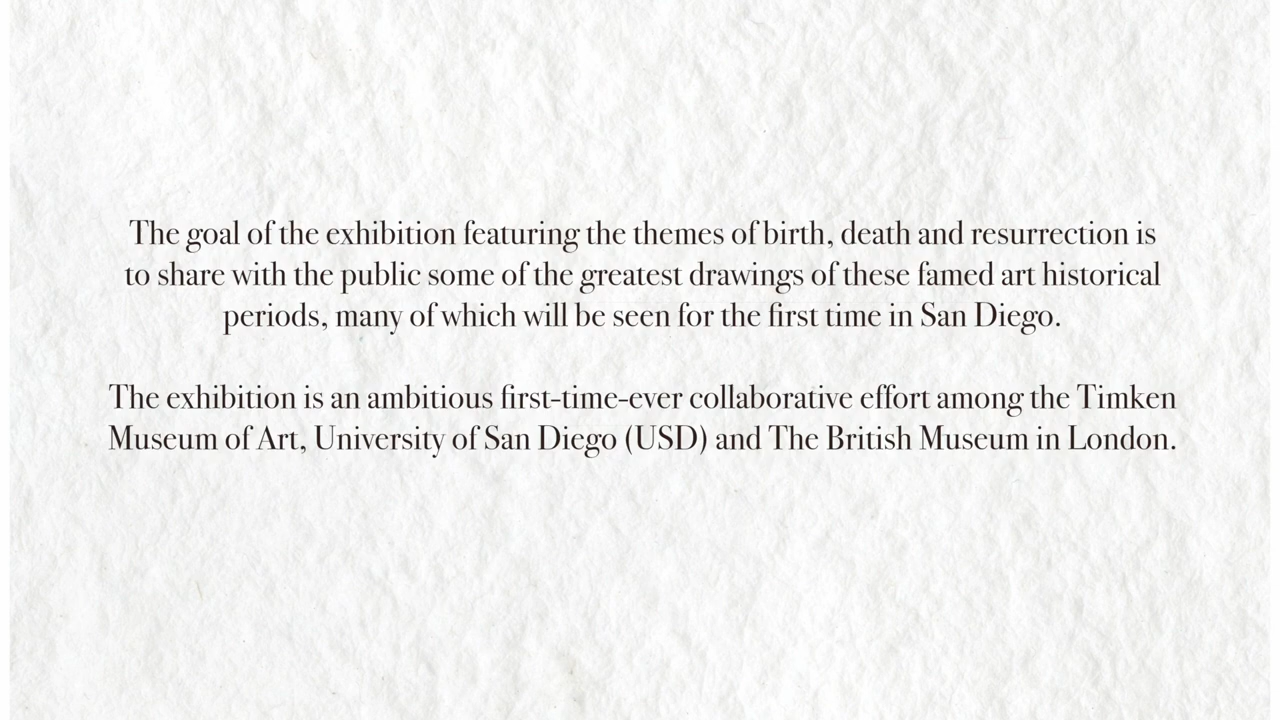 The goal of the exhibition featuring the themes of birth, death and resurrection is
to share with the public some of the greatest drawings of these famed art historical
periods, many of which will be seen for the first time in San Diego.
The exhibition is an ambitious first-time-ever collaborative effort among the Timken
Museum of Art, University of San Diego (USD) and The British Museum in London.